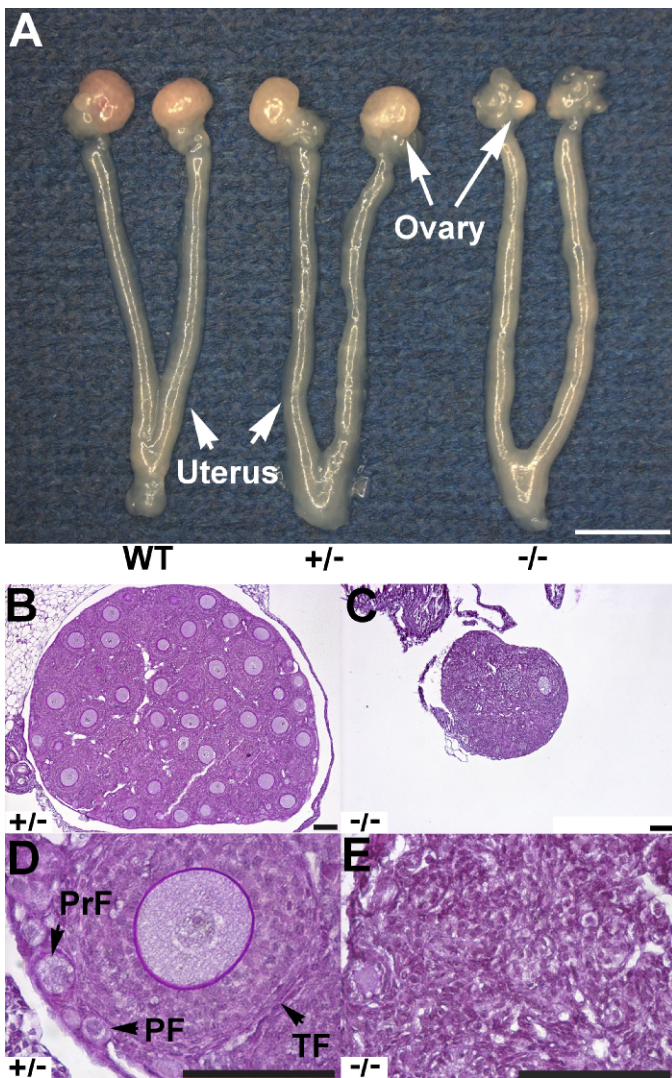 A
Ovary
Uterus
WT +/- -/-
B C
+/- -/-
D E
PrF
PF
TF
+/- -/-